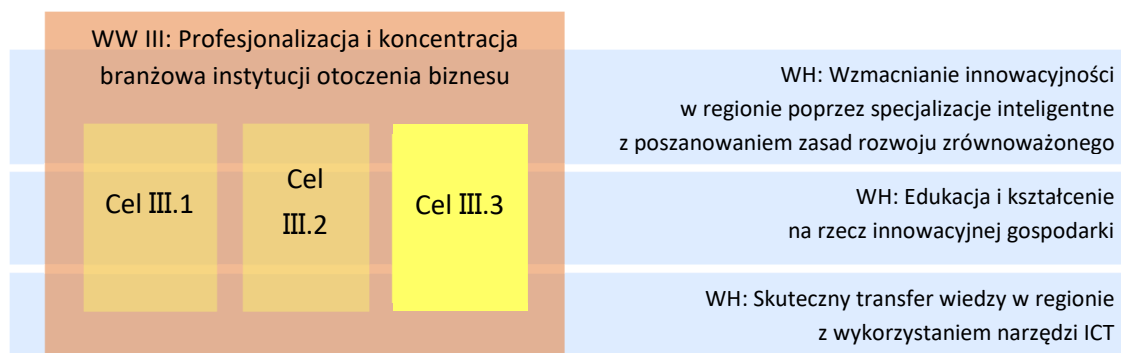 WW III: Profesjonalizacja i koncentracja
branżowa instytucji otoczenia biznesu
Cel III.1
Cel
III.2
Cel III.3
WH: Wzmacnianie innowacyjności
w regionie poprzez specjalizacje inteligentne
z poszanowaniem zasad rozwoju zrównoważonego
WH: Edukacja i kształcenie
na rzecz innowacyjnej gospodarki
WH: Skuteczny transfer wiedzy w regionie
z wykorzystaniem narzędzi ICT